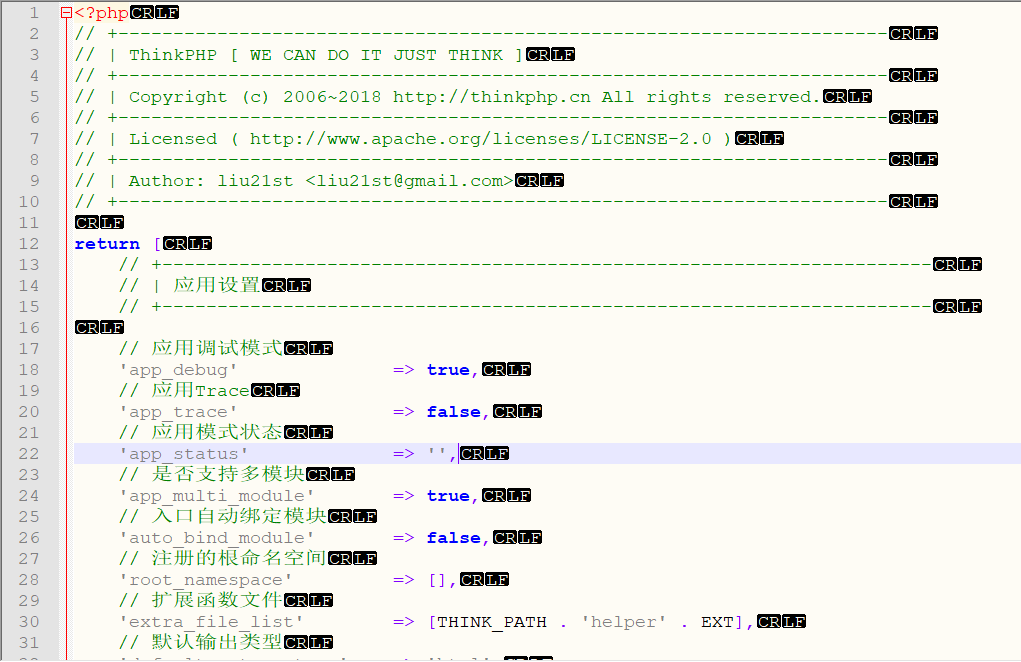 1 <?phpCRLF
2 // +----------------------------------------------------------------------CRLF
3 // | ThinkPHP [ WE CAN DO IT JUST THINK ]CRLF
4 // +----------------------------------------------------------------------CRLF
5 // | Copyright (c) 2006~2018 http://thinkphp.cn All rights reserved.CRLF
6 // +----------------------------------------------------------------------CRLF
7 // | Licensed ( http://www.apache.org/licenses/LICENSE-2.0 )CRLF
8 // +----------------------------------------------------------------------CRLF
9 // | Author: liu21st <liu21st@gmail.com>CRLF
10 // +----------------------------------------------------------------------CRLF
11 CRLF
12 return [CRLF
13     // +----------------------------------------------------------------------CRLF
14     // | 应用设置CRLF
15     // +----------------------------------------------------------------------CRLF
16 CRLF
17     // 应用调试模式CRLF
18     'app_debug'              => true,CRLF
19     // 应用TraceCRLF
20     'app_trace'              => false,CRLF
21     // 应用模式状态CRLF
22     'app_status'             => '',CRLF
23     // 是否支持多模块CRLF
24     'app_multi_module'       => true,CRLF
25     // 入口自动绑定模块CRLF
26     'auto_bind_module'       => false,CRLF
27     // 注册的根命名空间CRLF
28     'root_namespace'         => [],CRLF
29     // 扩展函数文件CRLF
30     'extra_file_list'        => [THINK_PATH . 'helper' . EXT],CRLF
31     // 默认输出类型CRLF